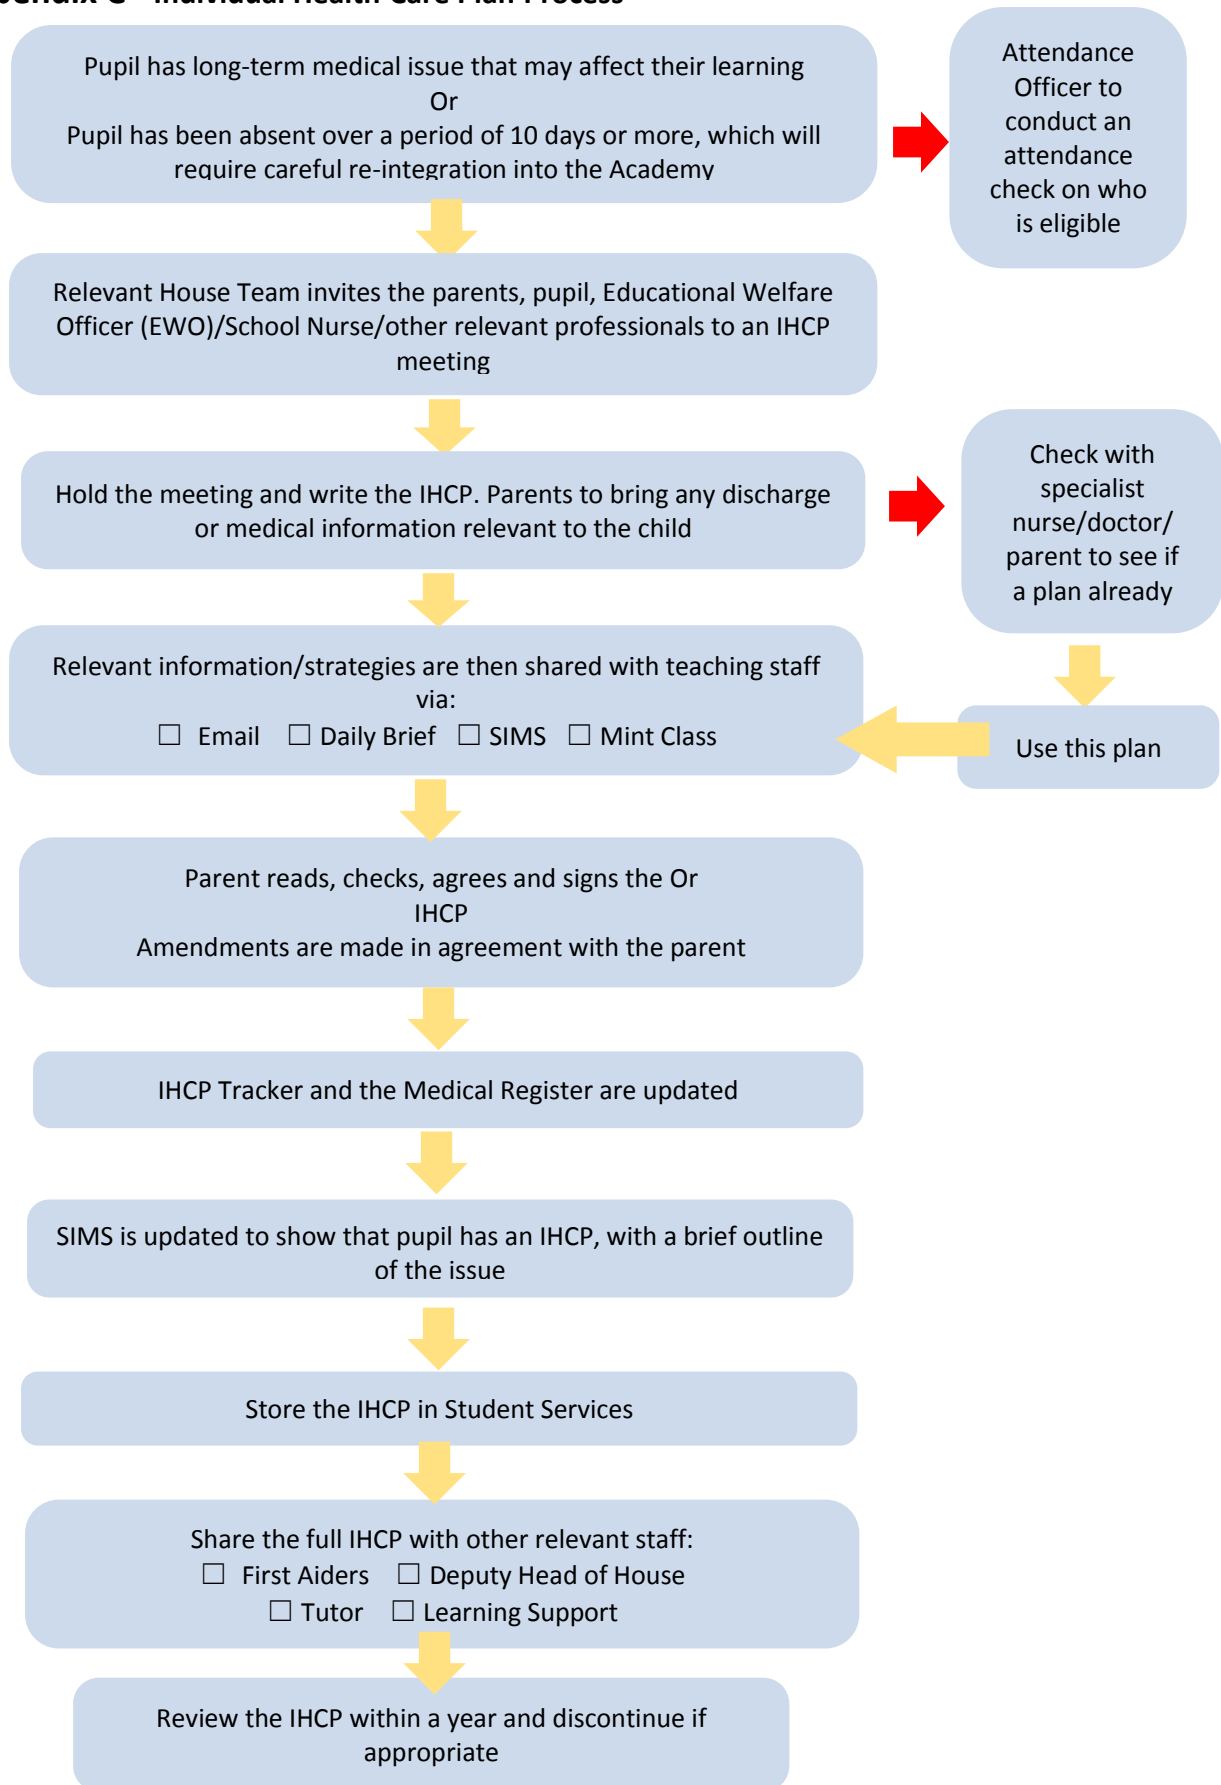 Individual Health Care Plan Process
Pupil has long-term medical issue that may affect their learning
Or
Pupil has been absent over a period of 10 days or more, which will
require careful re-integration into the Academy
Attendance
Officer to
conduct an
attendance
check on who
is eligible
Relevant House Team invites the parents, pupil, Educational Welfare
Officer (EWO)/School Nurse/other relevant professionals to an IHCP
meeting
Hold the meeting and write the IHCP. Parents to bring any discharge
or medical information relevant to the child
Check with
specialist
nurse/doctor/
parent to see if
a plan already
Relevant information/strategies are then shared with teaching staff
via:
☐ Email ☐ Daily Brief ☐ SIMS ☐ Mint Class
Use this plan
Parent reads, checks, agrees and signs the Or
IHCP
Amendments are made in agreement with the parent
IHCP Tracker and the Medical Register are updated
SIMS is updated to show that pupil has an IHCP, with a brief outline
of the issue
Store the IHCP in Student Services
Share the full IHCP with other relevant staff:
☐ First Aiders ☐ Deputy Head of House
☐ Tutor ☐ Learning Support
Review the IHCP within a year and discontinue if
appropriate